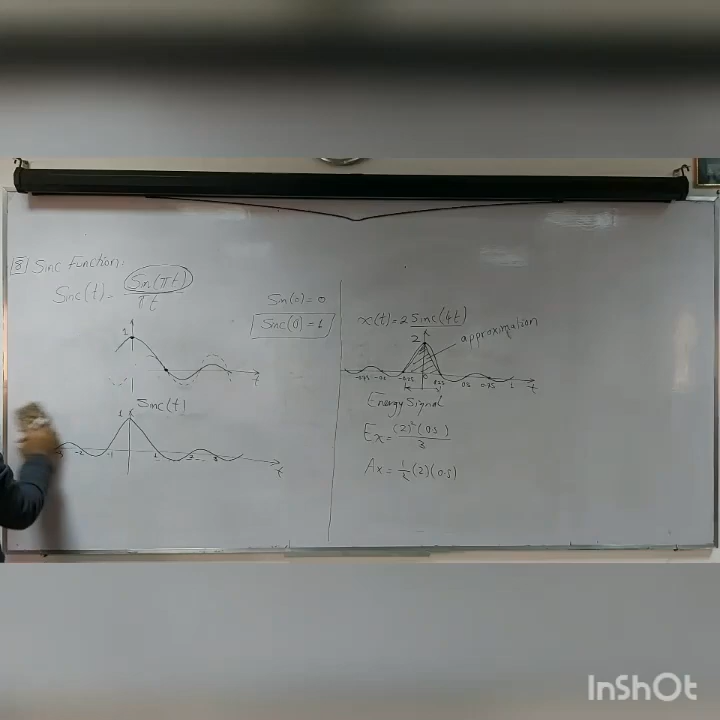 8 Sinc Function:
Sinc(t) = Sin(πt)
πt
Sin(0) = 0
Sinc(0) = 1
1
t
Sinc(t)
1
-2 -1 1 2 3 t
x(t) = 2 Sinc(4t)
approximation
2
-0.25 0 0.25 0.5 0.75 1 t
Energy Signal
Ex = (2)² (0.5)
3
Ax = 1/2 (2)(0.5)
InShOt